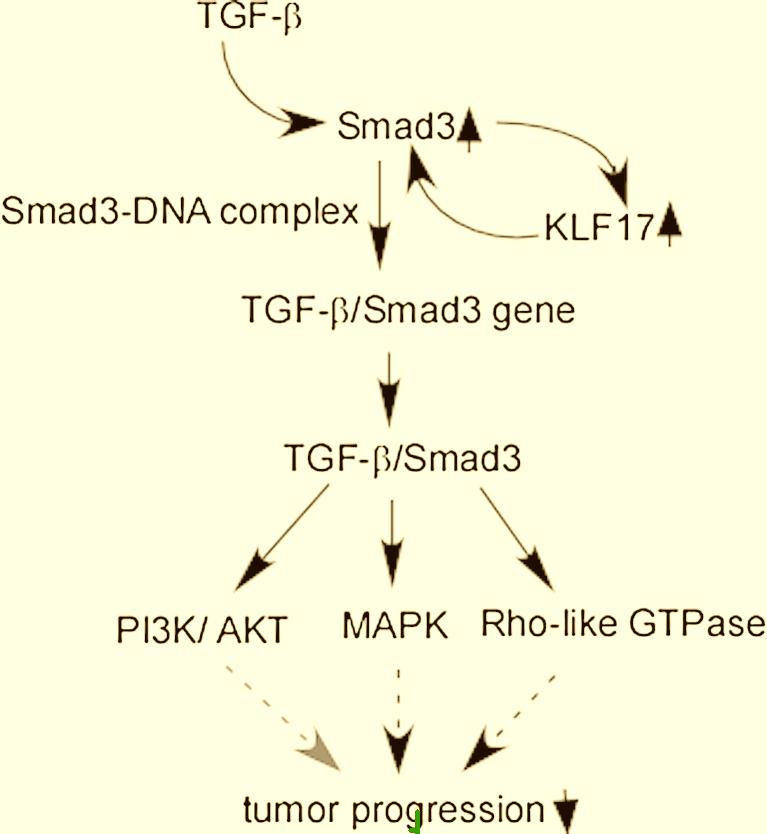 TGF-β
Smad3
Smad3-DNA complex
KLF17
TGF-β/Smad3 gene
TGF-β/Smad3
PI3K/ AKT MAPK Rho-like GTPase
tumor progression